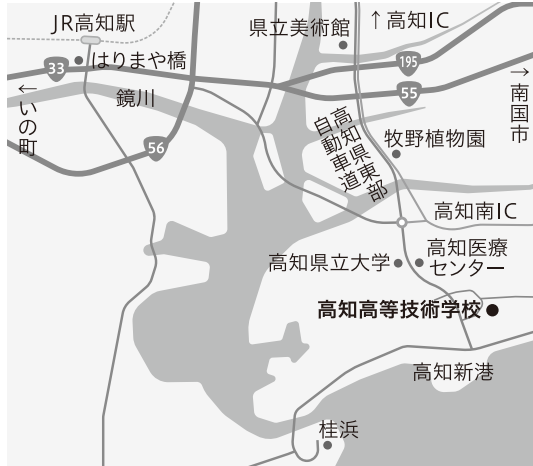 JR高知駅
県立美術館
↑高知IC
はりまや橋
33
195
55
→南国市
←いの町
鏡川
56
高知県東部
自動車道
牧野植物園
高知南IC
高知県立大学
高知医療
センター
高知高等技術学校
高知新港
桂浜